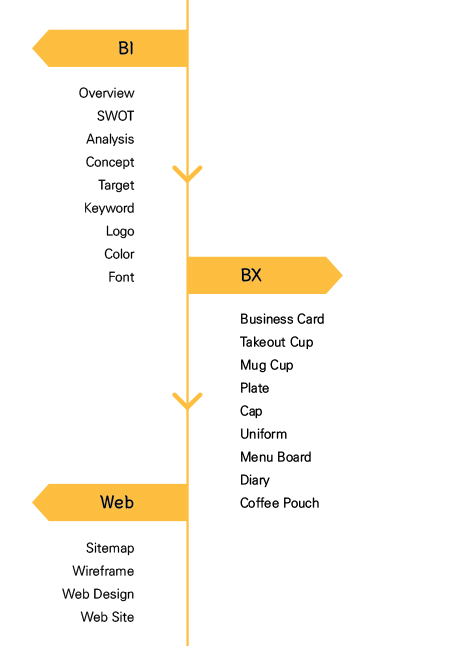 BI
Overview
SWOT
Analysis
Concept
Target
Keyword
Logo
Color
Font
BX
Business Card
Takeout Cup
Mug Cup
Plate
Cap
Uniform
Menu Board
Diary
Coffee Pouch
Web
Sitemap
Wireframe
Web Design
Web Site